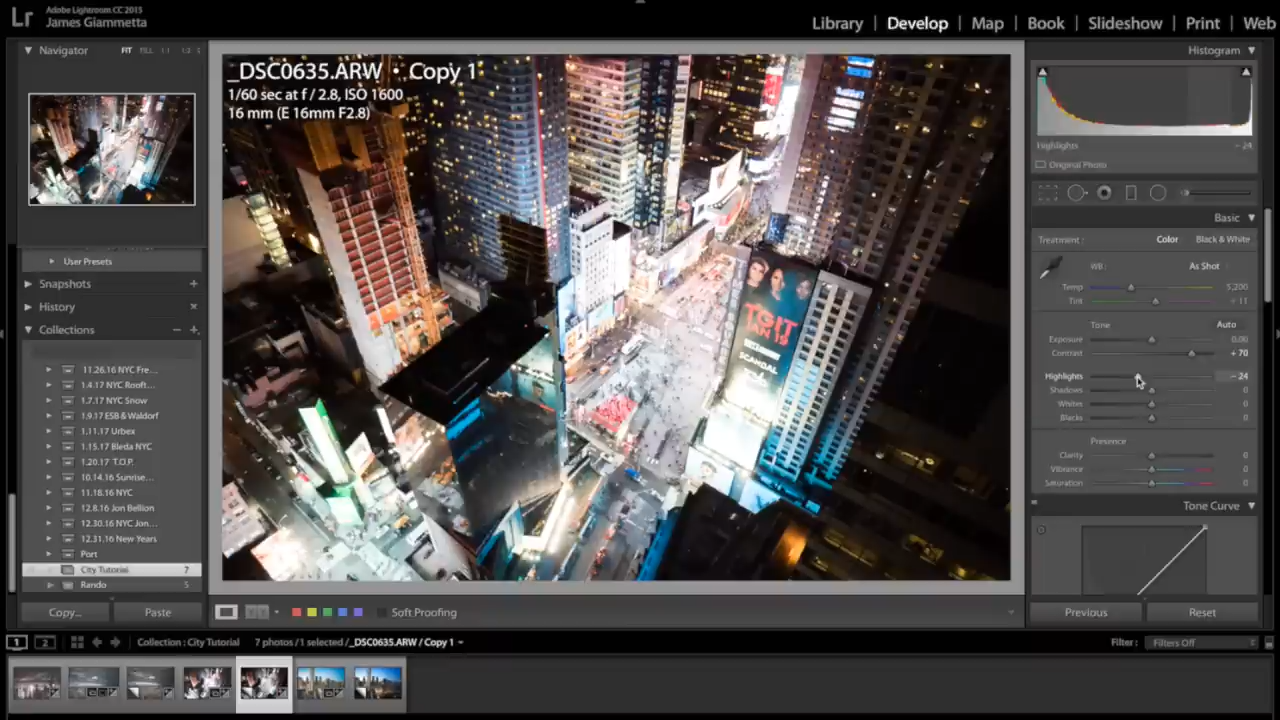 Lr
Adobe Lightroom CC 2015
James Giammetta
Library | Develop | Map | Book | Slideshow | Print | Web
Navigator FIT FILL 1:1
User Presets
Snapshots
History
Collections
11.26.16 NYC Fre...
1.4.17 NYC Rooft...
1.7.17 NYC Snow
1.9.17 ESB & Waldorf
1.11.17 Urbex
1.15.17 Bleda NYC
1.20.17 T.O.P.
10.14.16 Sunrise...
11.18.16 NYC
12.8.16 Jon Bellion
12.30.16 NYC Jon...
12.31.16 New Years
Port
City Tutorial 7
Rando 5
Copy... Paste
_DSC0635.ARW • Copy 1
1/60 sec at f / 2.8, ISO 1600
16 mm (E 16mm F2.8)
TGIT
JAN 19
SCANDAL
Soft Proofing
Histogram
Highlights - 24
Original Photo
Basic
Treatment : Color Black & White
WB : As Shot
Temp 5,200
Tint + 11
Tone Auto
Exposure 0.00
Contrast + 70
Highlights - 24
Shadows 0
Whites 0
Blacks 0
Presence
Clarity 0
Vibrance 0
Saturation 0
Tone Curve
Previous Reset
1 2 Collection : City Tutorial 7 photos / 1 selected / _DSC0635.ARW / Copy 1 Filter : Filters Off